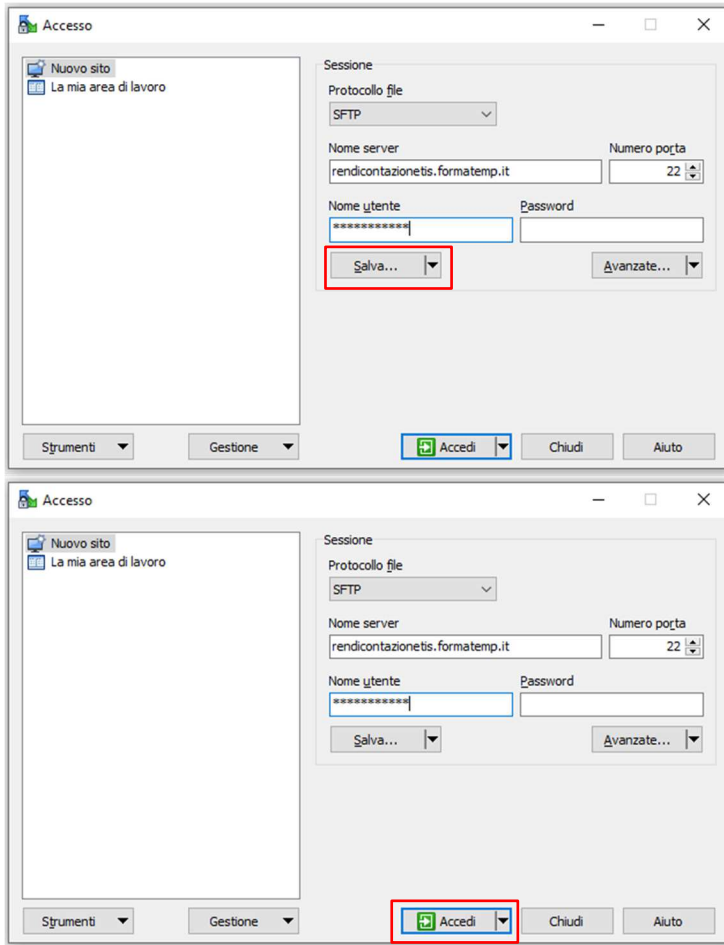 Accesso
Nuovo sito
La mia area di lavoro
Sessione
Protocollo file
SFTP
Nome server Numero porta
rendicontazionetis.formatemp.it 22
Nome utente Password
***********
Salva... Avanzate...
Strumenti Gestione Accedi Chiudi Aiuto
Accesso
Nuovo sito
La mia area di lavoro
Sessione
Protocollo file
SFTP
Nome server Numero porta
rendicontazionetis.formatemp.it 22
Nome utente Password
***********
Salva... Avanzate...
Strumenti Gestione Accedi Chiudi Aiuto